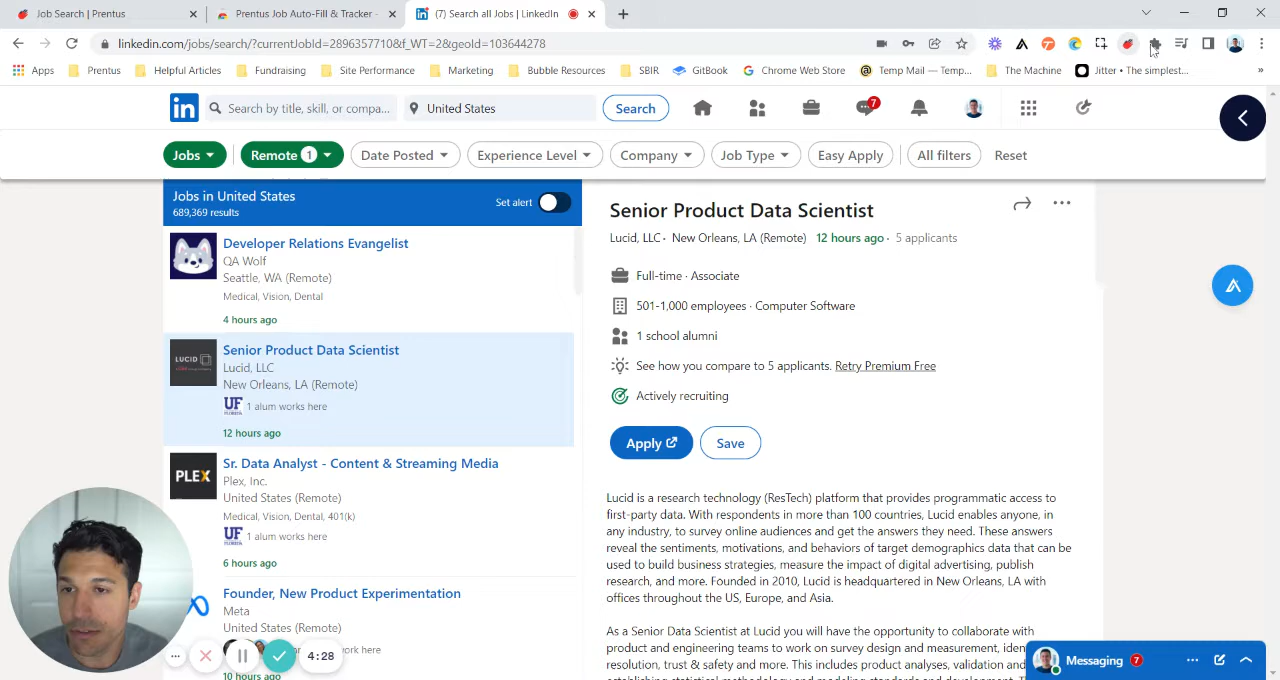 Job Search | Prentus
Prentus Job Auto-Fill & Tracker -
(7) Search all Jobs | LinkedIn
linkedin.com/jobs/search/?currentJobId=2896357710&f_WT=2&geoId=103644278
Apps
Prentus
Helpful Articles
Fundraising
Site Performance
Marketing
Bubble Resources
SBIR
GitBook
Chrome Web Store
Temp Mail — Temp...
The Machine
Jitter • The simplest...
in
Search by title, skill, or compa...
United States
Search
7
Jobs
Remote 1
Date Posted
Experience Level
Company
Job Type
Easy Apply
All filters
Reset
Jobs in United States
689,369 results
Set alert
Developer Relations Evangelist
QA Wolf
Seattle, WA (Remote)
Medical, Vision, Dental
4 hours ago
LUCID
Senior Product Data Scientist
Lucid, LLC
New Orleans, LA (Remote)
UF
1 alum works here
12 hours ago
PLEX
Sr. Data Analyst - Content & Streaming Media
Plex, Inc.
United States (Remote)
Medical, Vision, Dental, 401(k)
UF
1 alum works here
6 hours ago
Founder, New Product Experimentation
Meta
United States (Remote)
rk here
10 hours ago
4:28
Senior Product Data Scientist
Lucid, LLC · New Orleans, LA (Remote) 12 hours ago · 5 applicants
Full-time · Associate
501-1,000 employees · Computer Software
1 school alumni
See how you compare to 5 applicants. Retry Premium Free
Actively recruiting
Apply
Save
Lucid is a research technology (ResTech) platform that provides programmatic access to
first-party data. With respondents in more than 100 countries, Lucid enables anyone, in
any industry, to survey online audiences and get the answers they need. These answers
reveal the sentiments, motivations, and behaviors of target demographics data that can be
used to build business strategies, measure the impact of digital advertising, publish
research, and more. Founded in 2010, Lucid is headquartered in New Orleans, LA with
offices throughout the US, Europe, and Asia.
As a Senior Data Scientist at Lucid you will have the opportunity to collaborate with
product and engineering teams to work on survey design and measurement, iden
resolution, trust & safety and more. This includes product analyses, validation and
Messaging 7